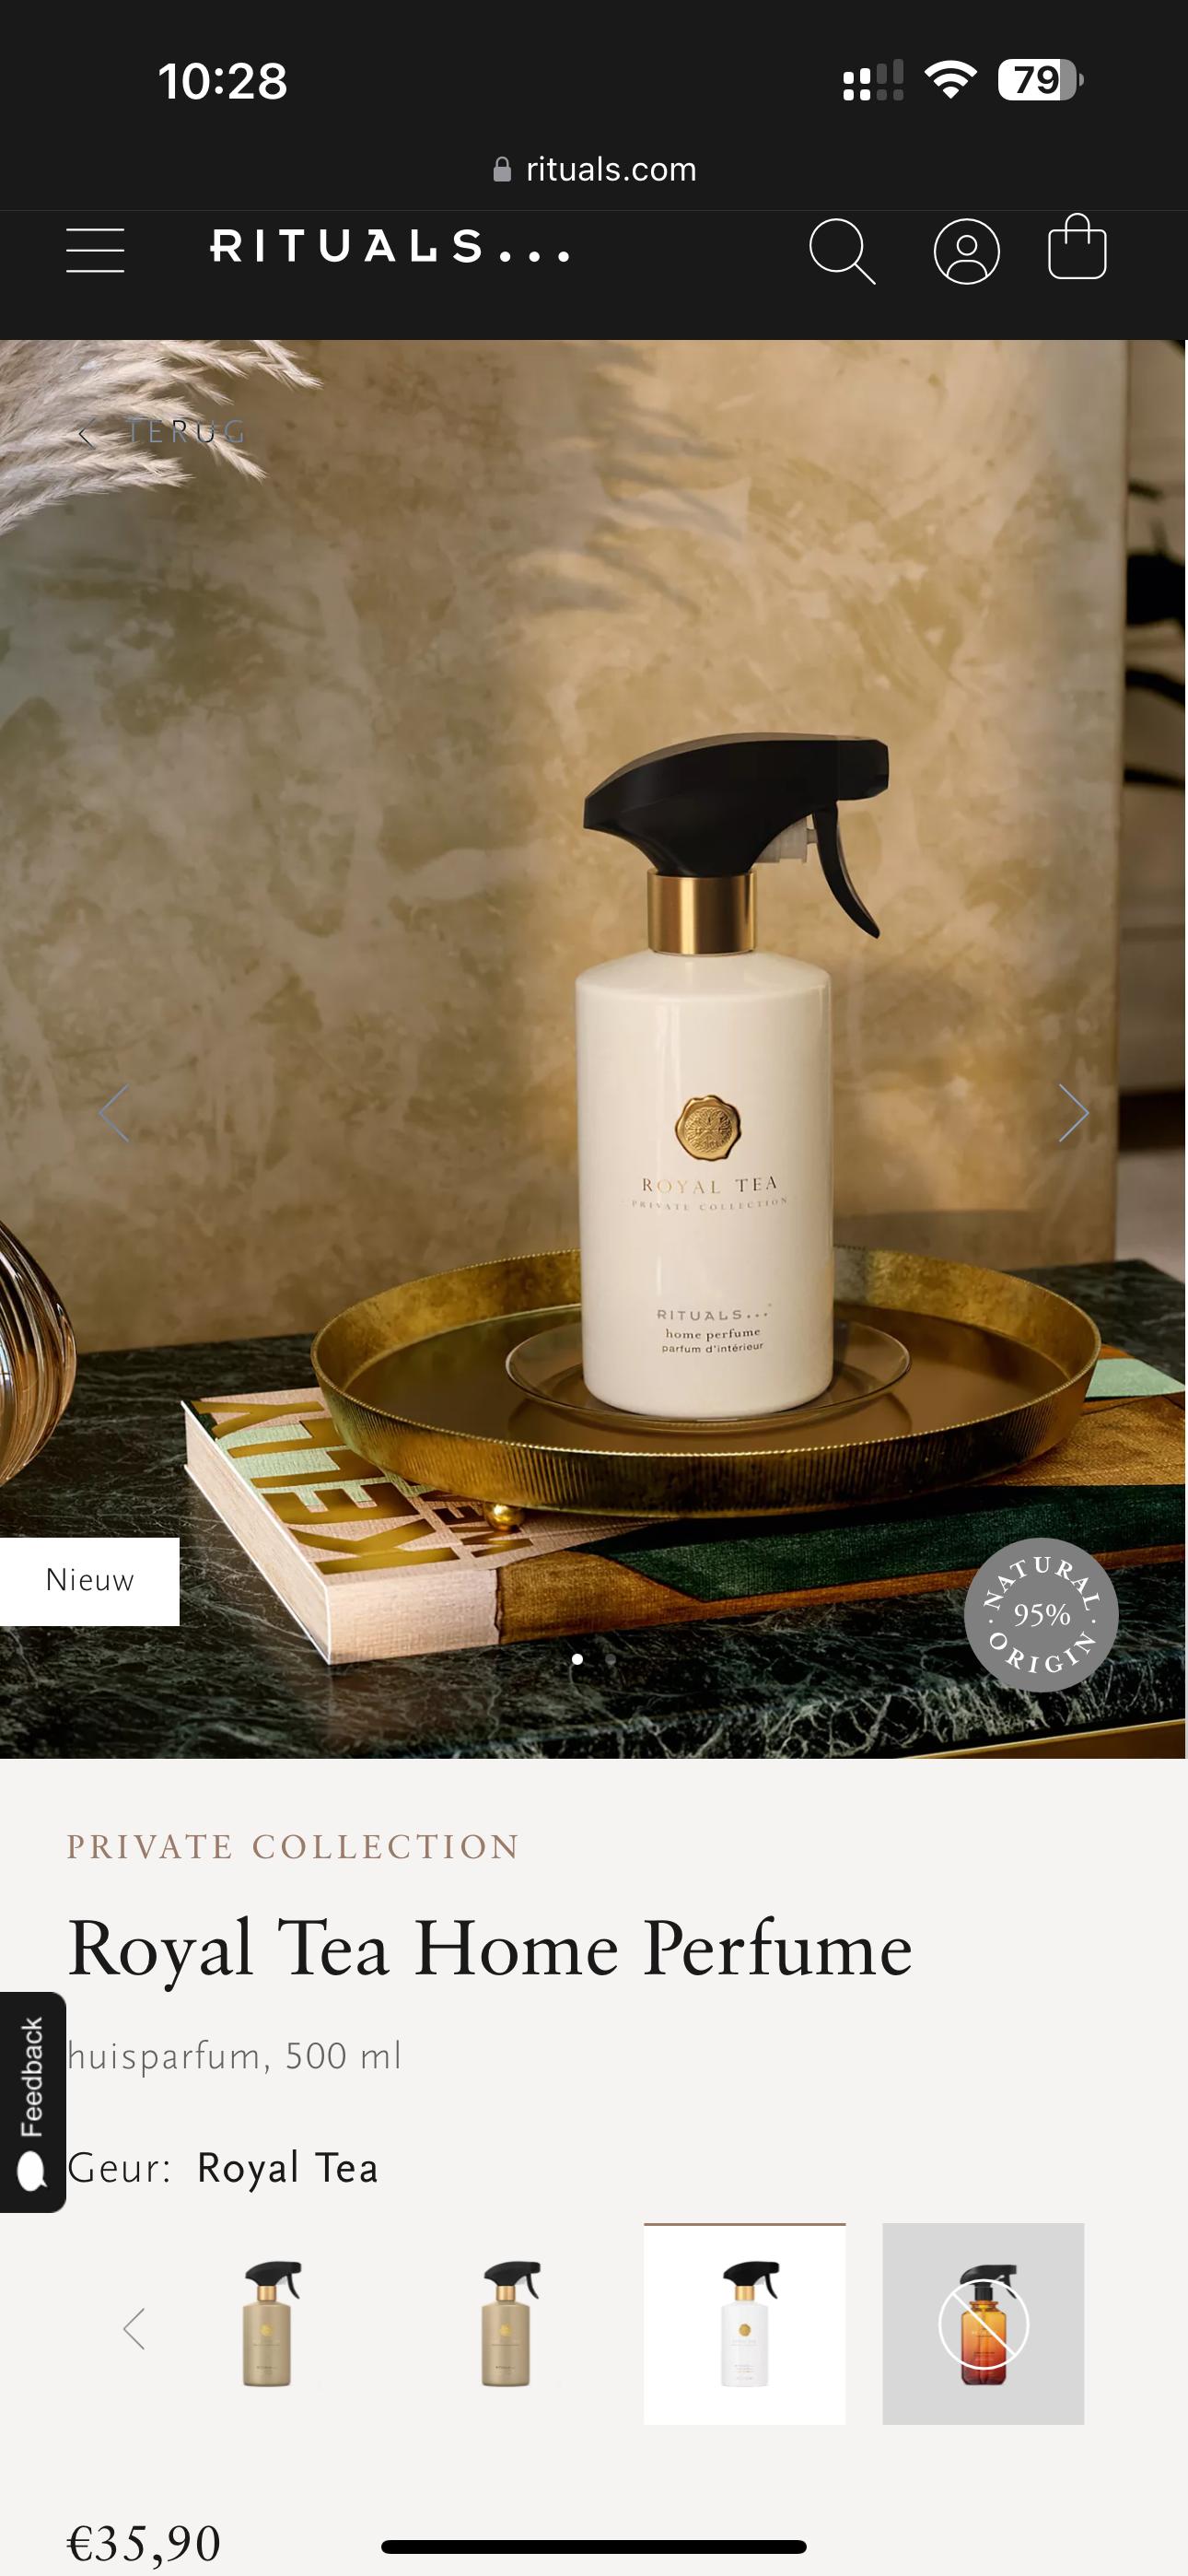 10:28
79
rituals.com
RITUALS...
TERUG
ROYAL TEA
PRIVATE COLLECTION
RITUALS...
home perfume
parfum d'intérieur
KELLY
Nieuw
NATURAL
95%
ORIGIN
PRIVATE COLLECTION
Royal Tea Home Perfume
huisparfum, 500 ml
Feedback
Geur: Royal Tea
€35,90